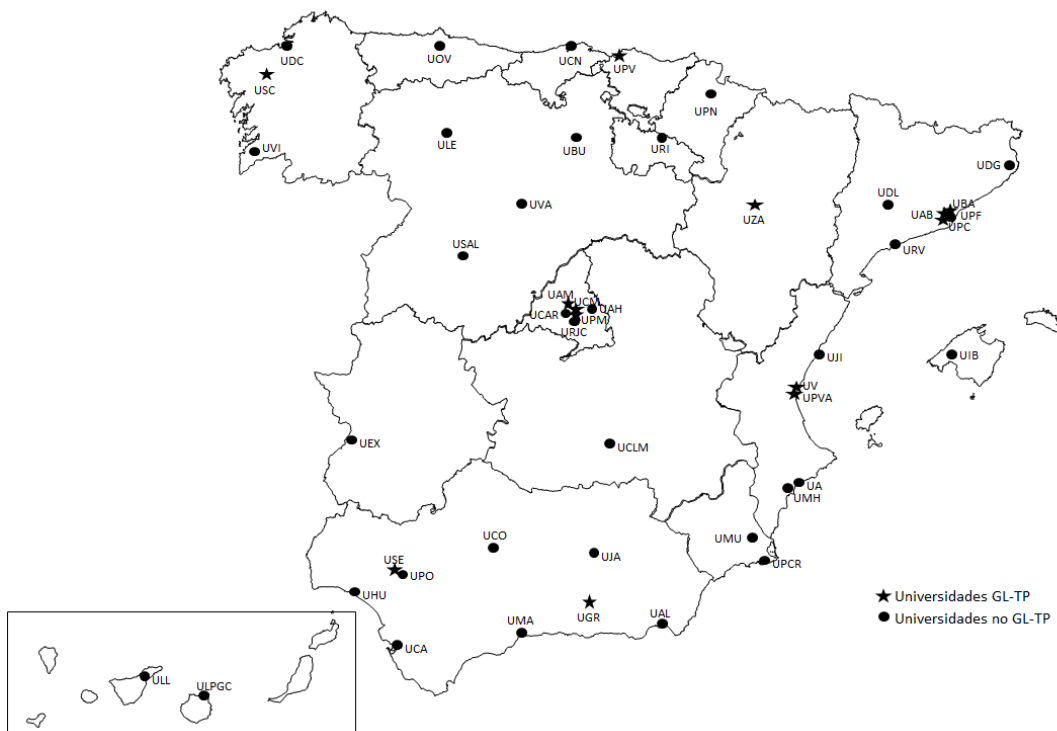 UDC
UOV
UCN
UPV
USC
UPN
ULE
UBU
URI
UVI
UDG
UVA
UZA
UDL
UBA
UAB
UPF
UPC
URV
USAL
UAM
UCM
UAH
UCAR
UPM
URJC
UJI
UIB
UV
UPVA
UEX
UCLM
UA
UMH
UMU
UCO
UJA
USE
UPO
UPCR
UHU
UGR
UAL
UMA
UCA
Universidades GL-TP
Universidades no GL-TP
ULL
ULPGC